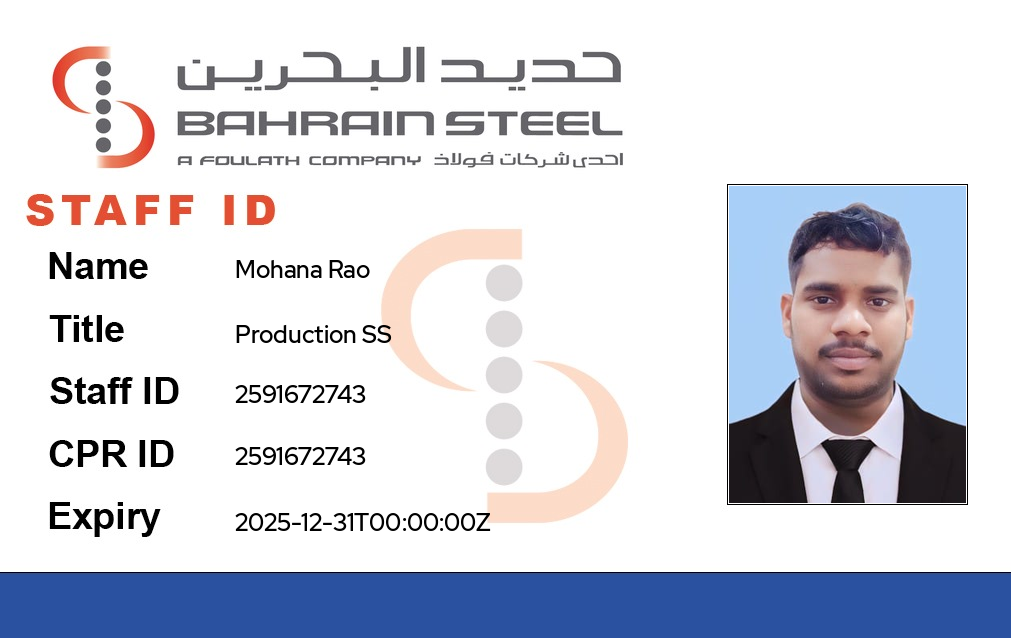 حديد البحرين
BAHRAIN STEEL
A FOULATH COMPANY احدى شركات فولاذ
STAFF ID
Name Mohana Rao
Title Production SS
Staff ID 2591672743
CPR ID 2591672743
Expiry 2025-12-31T00:00:00Z